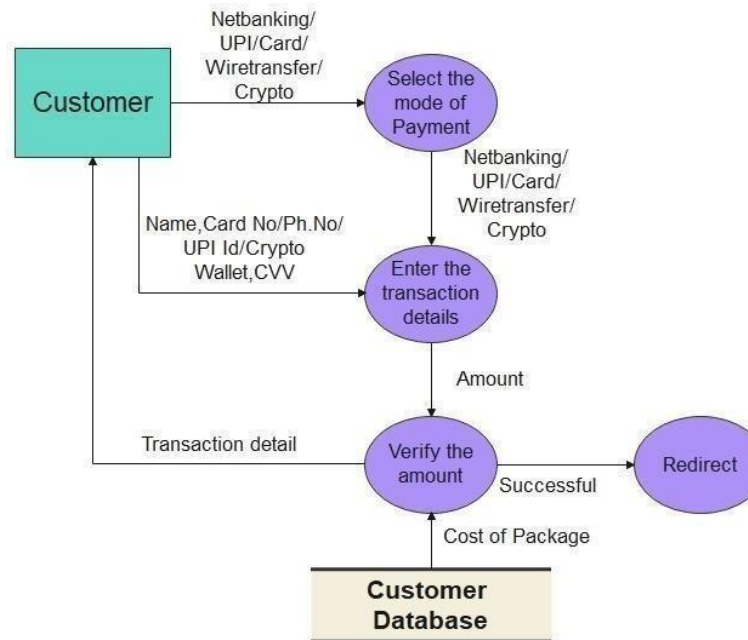 Netbanking/
UPI/Card/
Wiretransfer/
Crypto
Customer
Select the
mode of
Payment
Netbanking/
UPI/Card/
Wiretransfer/
Crypto
Name,Card No/Ph.No/
UPI Id/Crypto
Wallet,CVV
Enter the
transaction
details
Amount
Transaction detail
Verify the
amount
Successful
Redirect
Cost of Package
Customer
Database